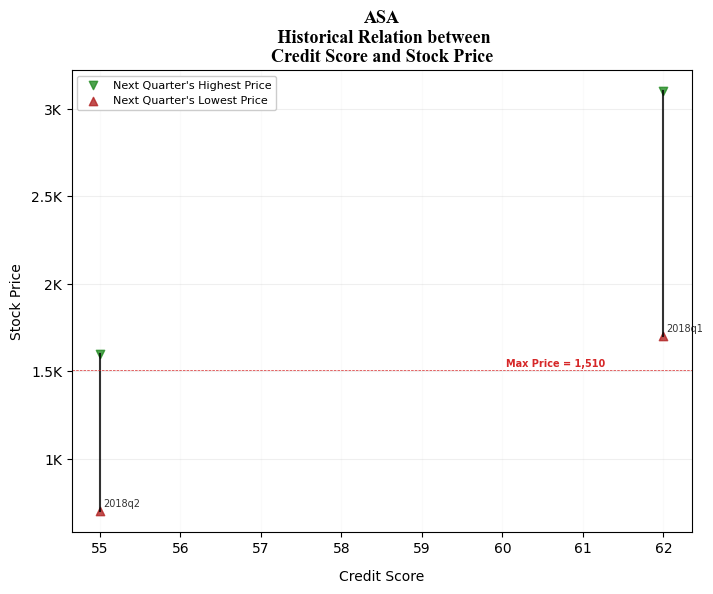 ASA
Historical Relation between
Credit Score and Stock Price
Next Quarter's Highest Price
Next Quarter's Lowest Price
3K
2.5K
2K
1.5K
1K
Stock Price
2018q1
Max Price = 1,510
2018q2
55
56
57
58
59
60
61
62
Credit Score